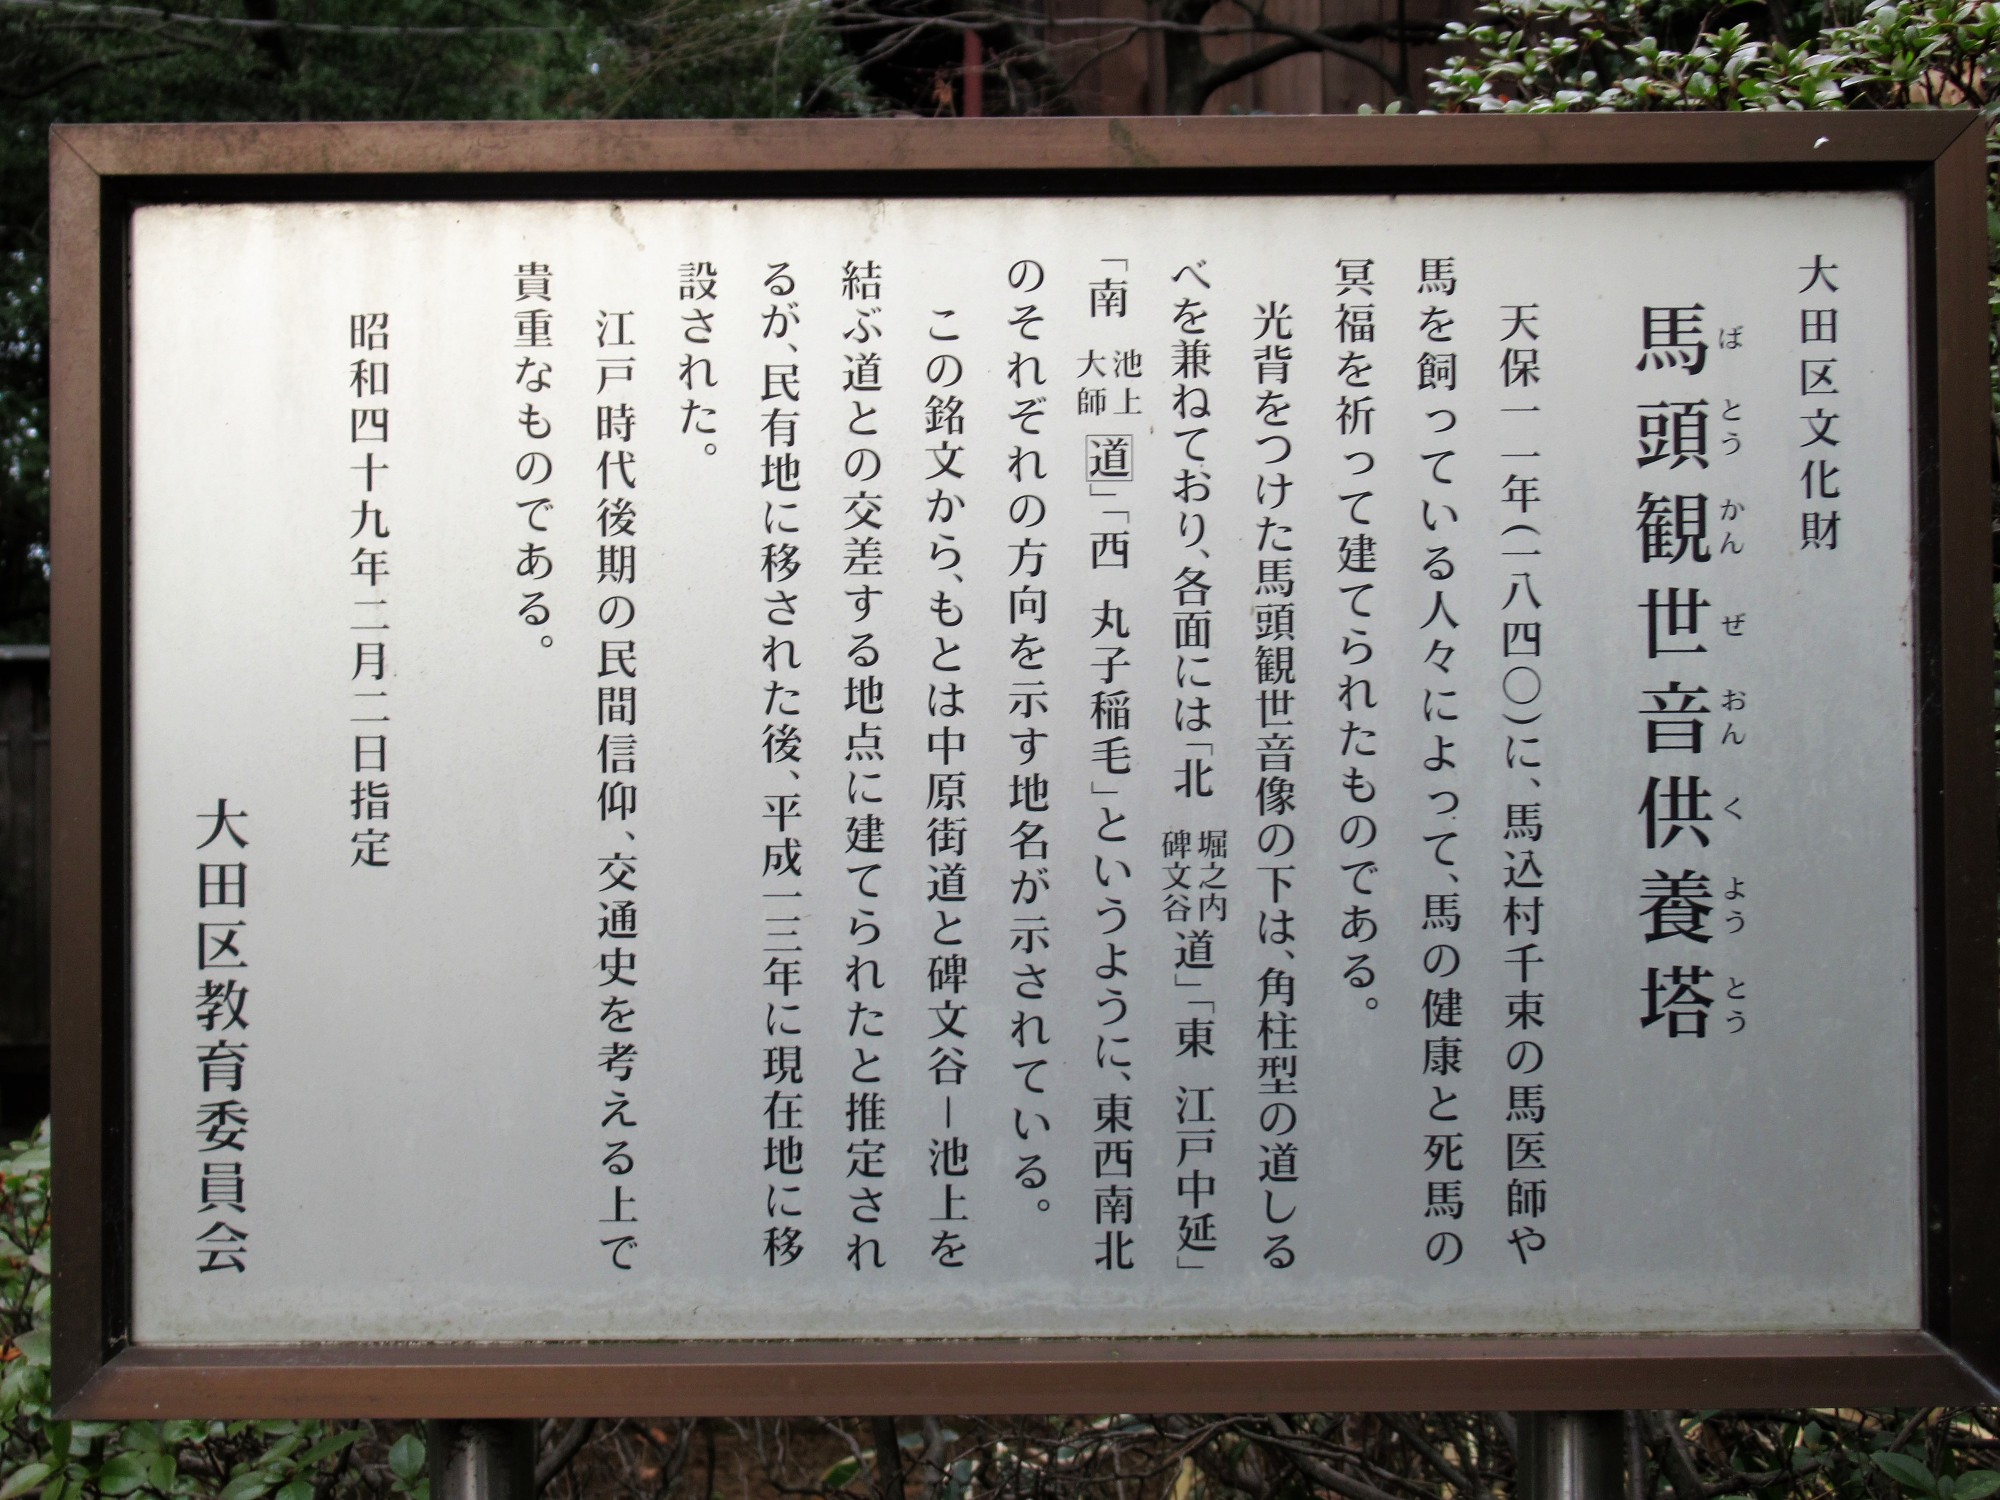 大田区文化財
馬頭観世音供養塔
ば とう かん ぜ おん く よう とう
天保一一年(一八四〇)に、馬込村千束の馬医師や
馬を飼っている人々によって、馬の健康と死馬の
冥福を祈って建てられたものである。
光背をつけた馬頭観世音像の下は、角柱型の道しる
べを兼ねており、各面には「北 堀之内碑文谷道」「東 江戸中延」
「南 池上大師道」「西 丸子稲毛」というように、東西南北
のそれぞれの方向を示す地名が示されている。
この銘文から、もとは中原街道と碑文谷ー池上を
結ぶ道との交差する地点に建てられたと推定され
るが、民有地に移された後、平成一三年に現在地に移
設された。
江戸時代後期の民間信仰、交通史を考える上で
貴重なものである。
昭和四十九年二月二日指定
大田区教育委員会